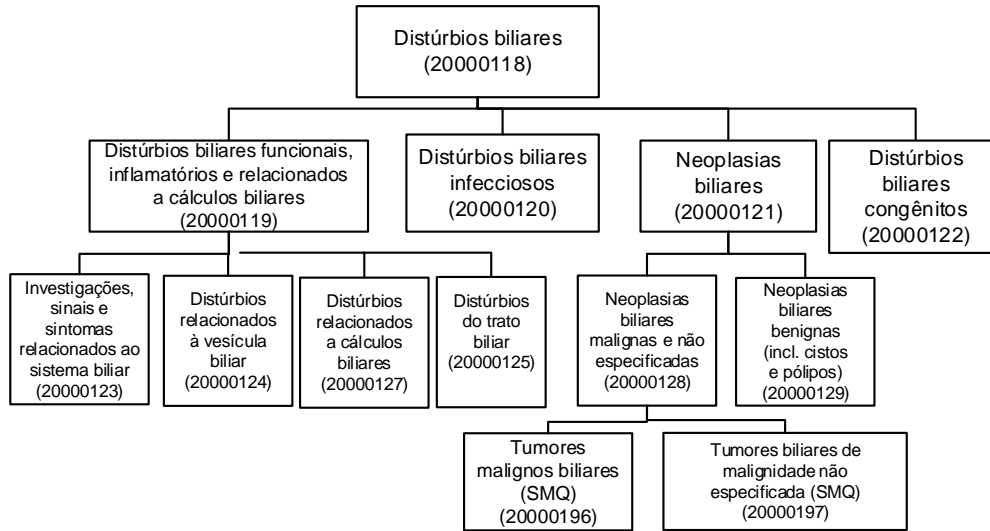 Distúrbios biliares
(20000118)
Distúrbios biliares funcionais,
inflamatórios e relacionados
a cálculos biliares
(20000119)
Distúrbios biliares
infecciosos
(20000120)
Neoplasias
biliares
(20000121)
Distúrbios
biliares
congênitos
(20000122)
Investigações,
sinais e
sintomas
relacionados ao
sistema biliar
(20000123)
Distúrbios
relacionados
à vesícula
biliar
(20000124)
Distúrbios
relacionados
a cálculos
biliares
(20000127)
Distúrbios
do trato
biliar
(20000125)
Neoplasias
biliares
malignas e não
especificadas
(20000128)
Neoplasias
biliares
benignas
(incl. cistos
e pólipos)
(20000129)
Tumores
malignos biliares
(SMQ)
(20000196)
Tumores biliares de
malignidade não
especificada (SMQ)
(20000197)